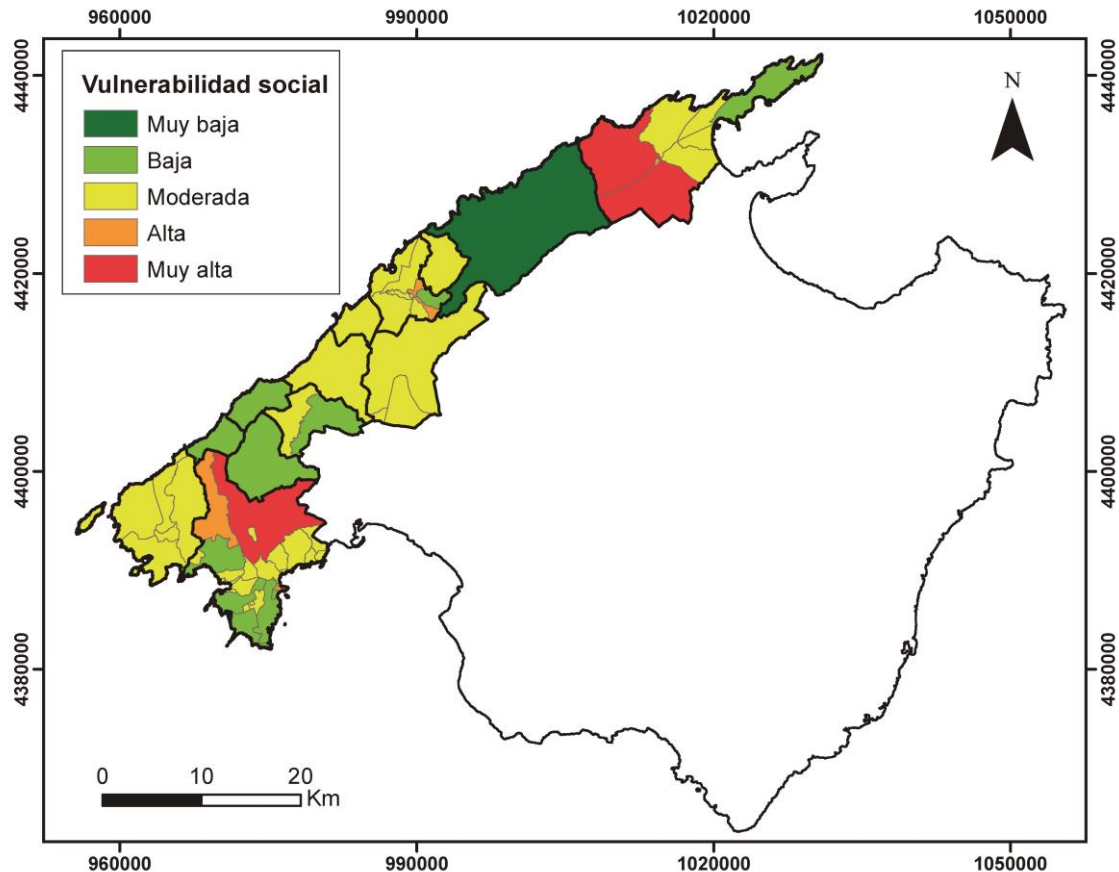 960000 990000 1020000 1050000
4440000 4440000
Vulnerabilidad social
Muy baja
Baja
Moderada
Alta
Muy alta
N
4420000 4420000
4400000 4400000
4380000 4380000
0 10 20
Km
960000 990000 1020000 1050000